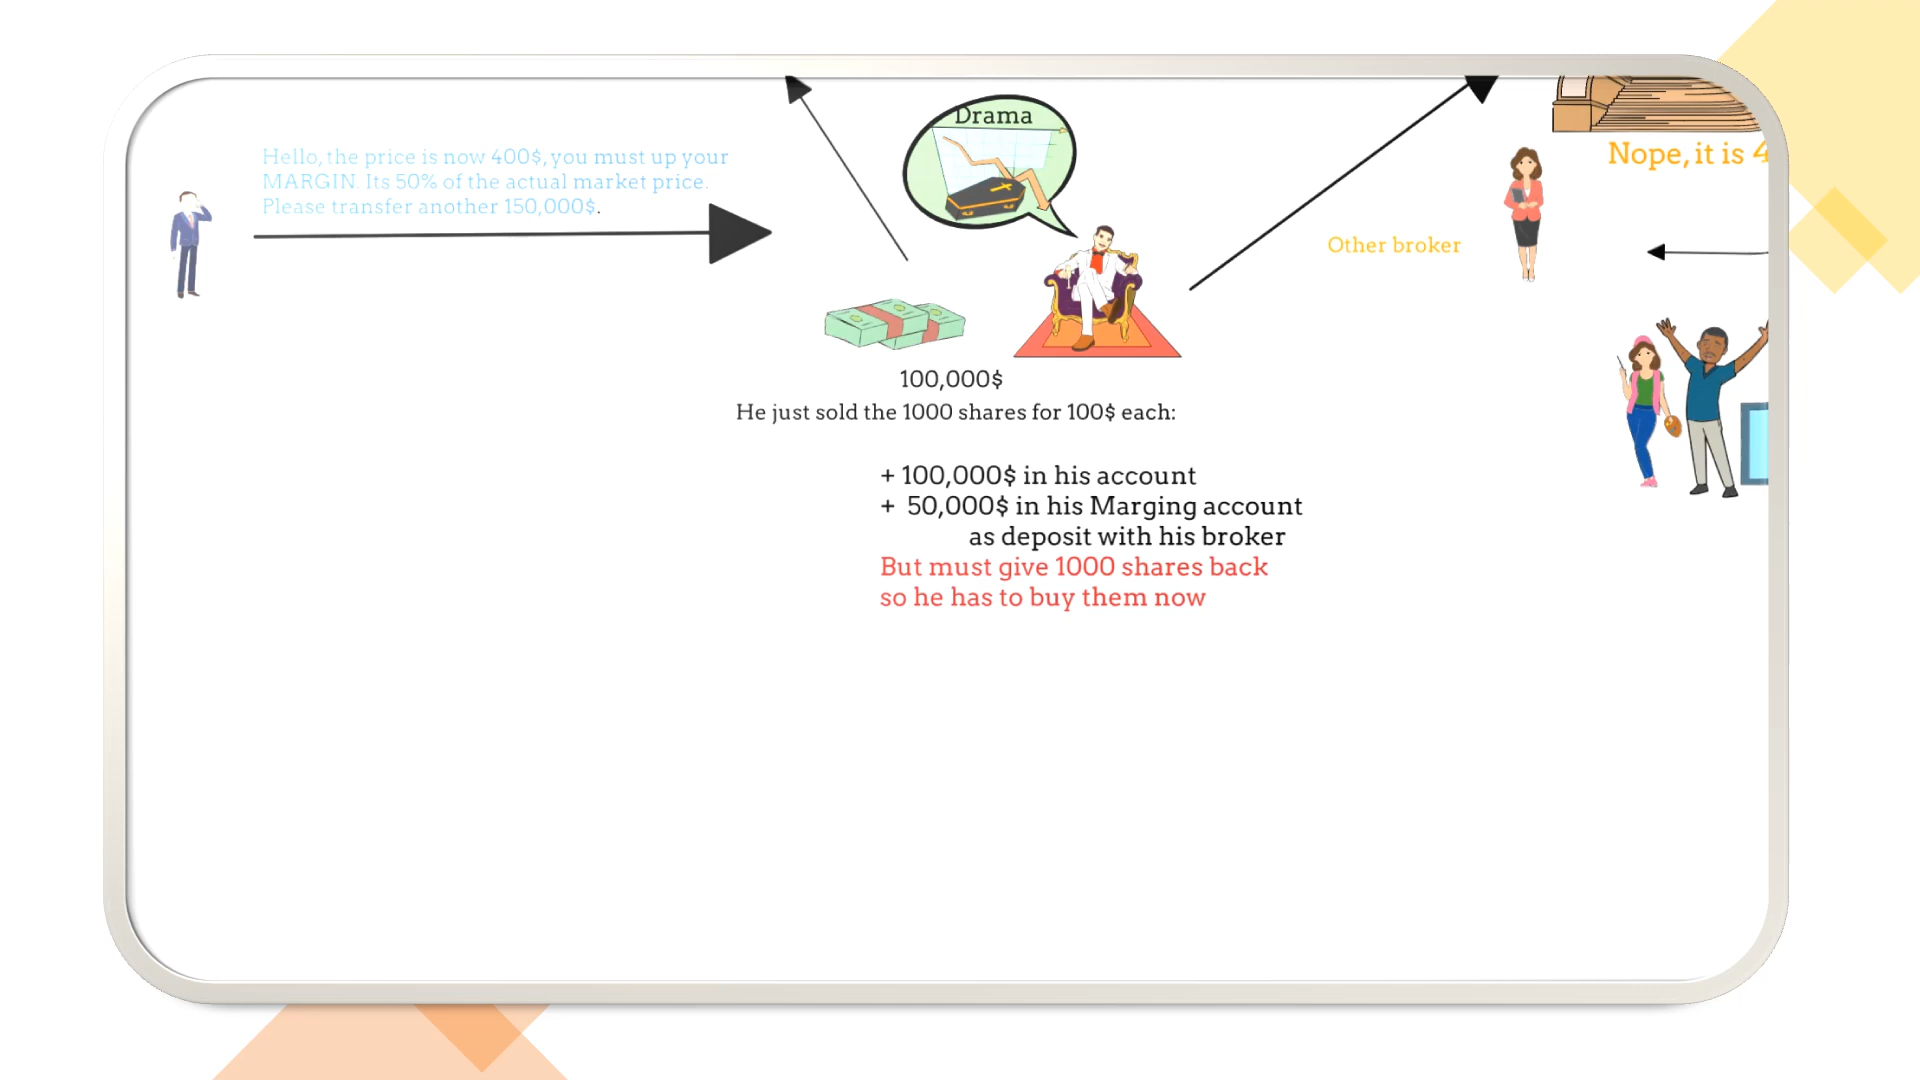 Drama
Hello, the price is now 400$, you must up your
MARGIN. Its 50% of the actual market price.
Please transfer another 150,000$.
Nope, it is 4
Other broker
100,000$
He just sold the 1000 shares for 100$ each:
+ 100,000$ in his account
+ 50,000$ in his Marging account
as deposit with his broker
But must give 1000 shares back
so he has to buy them now